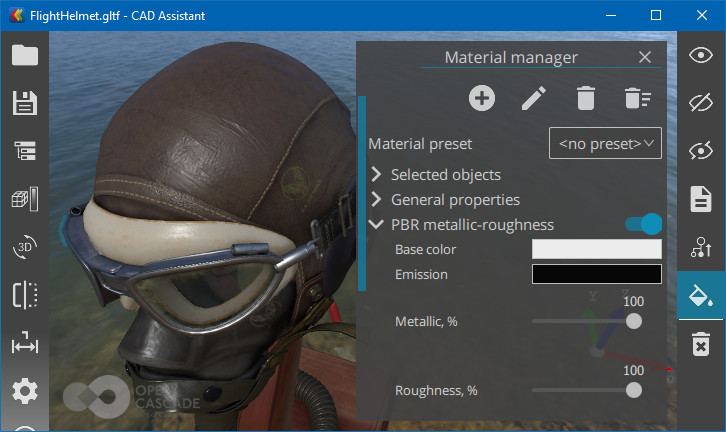 FlightHelmet.gltf - CAD Assistant
Material manager
Material preset
<no preset>
Selected objects
General properties
PBR metallic-roughness
Base color
Emission
100
Metallic, %
100
Roughness, %
3D
Y
Z
OPEN
CASCADE